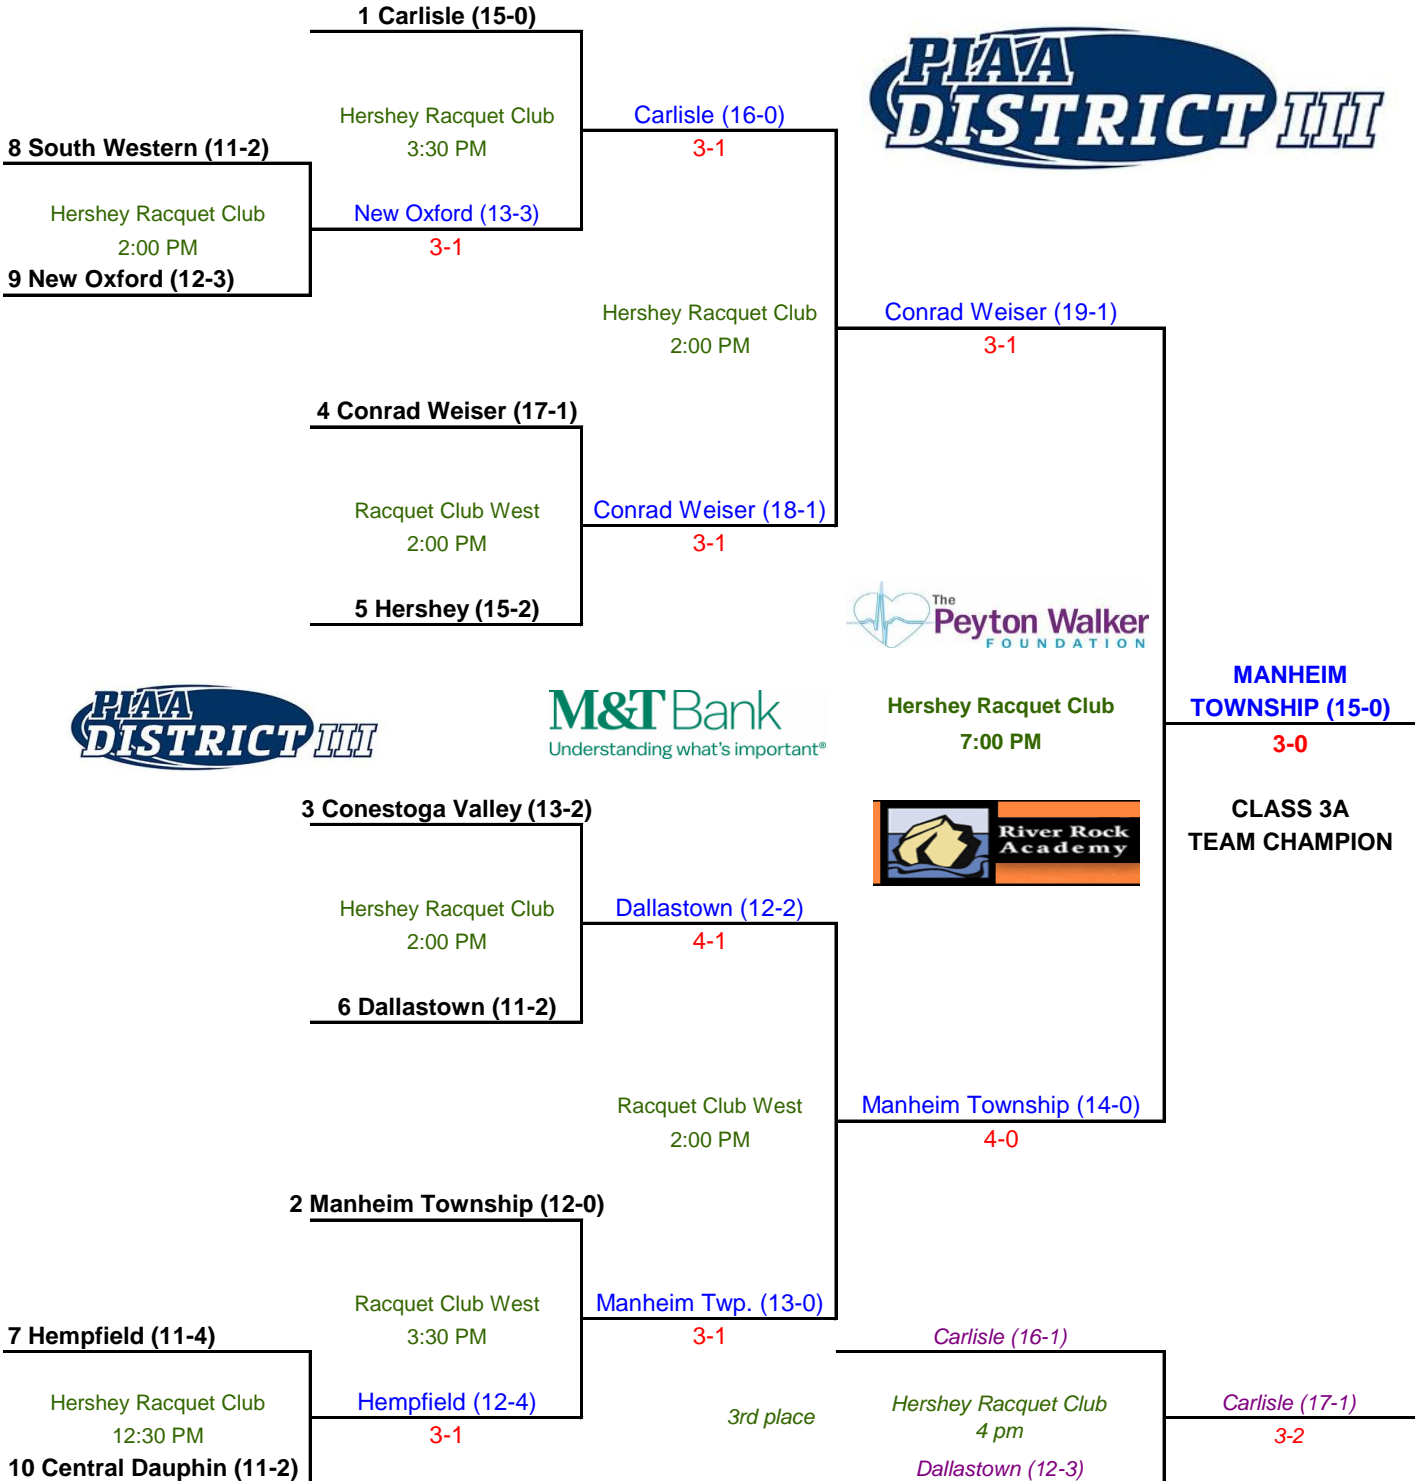 1 Carlisle (15-0)
PIAA
DISTRICT III
Hershey Racquet Club
3:30 PM
Carlisle (16-0)
3-1
8 South Western (11-2)
Hershey Racquet Club
2:00 PM
New Oxford (13-3)
3-1
9 New Oxford (12-3)
Hershey Racquet Club
2:00 PM
Conrad Weiser (19-1)
3-1
4 Conrad Weiser (17-1)
Racquet Club West
2:00 PM
Conrad Weiser (18-1)
3-1
5 Hershey (15-2)
The
Peyton Walker
FOUNDATION
PIAA
DISTRICT III
M&T Bank
Understanding what's important®
Hershey Racquet Club
7:00 PM
MANHEIM
TOWNSHIP (15-0)
3-0
CLASS 3A
TEAM CHAMPION
3 Conestoga Valley (13-2)
River Rock
Academy
Hershey Racquet Club
2:00 PM
Dallastown (12-2)
4-1
6 Dallastown (11-2)
Racquet Club West
2:00 PM
Manheim Township (14-0)
4-0
2 Manheim Township (12-0)
Racquet Club West
3:30 PM
Manheim Twp. (13-0)
3-1
7 Hempfield (11-4)
Hershey Racquet Club
12:30 PM
Hempfield (12-4)
3-1
10 Central Dauphin (11-2)
3rd place
Carlisle (16-1)
Hershey Racquet Club
4 pm
Dallastown (12-3)
Carlisle (17-1)
3-2